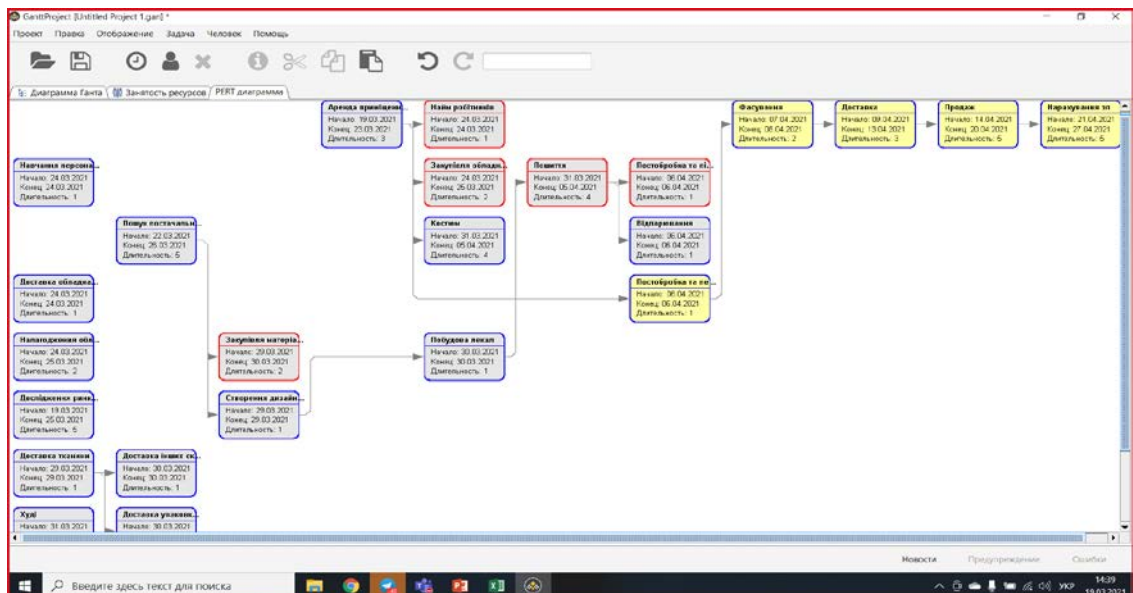 GanttProject [Untitled Project 1.gan] *
Проект Правка Отображение Задача Человек Помощь
Диаграмма Ганта Занятость ресурсов PERT диаграмма
Аренда приміщенн...
Начало: 19.03.2021
Конец: 23.03.2021
Длительность: 3
Найм робітників
Начало: 24.03.2021
Конец: 24.03.2021
Длительность: 1
Фасування
Начало: 07.04.2021
Конец: 08.04.2021
Длительность: 2
Доставка
Начало: 09.04.2021
Конец: 13.04.2021
Длительность: 3
Продаж
Начало: 14.04.2021
Конец: 20.04.2021
Длительность: 5
Нарахування зп
Начало: 21.04.2021
Конец: 27.04.2021
Длительность: 5
Навчання персона...
Начало: 24.03.2021
Конец: 24.03.2021
Длительность: 1
Закупівля обладн...
Начало: 24.03.2021
Конец: 25.03.2021
Длительность: 2
Пошиття
Начало: 31.03.2021
Конец: 05.04.2021
Длительность: 4
Постобробка та ві...
Начало: 06.04.2021
Конец: 06.04.2021
Длительность: 1
Пошук постачальн...
Начало: 22.03.2021
Конец: 26.03.2021
Длительность: 5
Костюм
Начало: 31.03.2021
Конец: 05.04.2021
Длительность: 4
Відпарювання
Начало: 06.04.2021
Конец: 06.04.2021
Длительность: 1
Доставка обладна...
Начало: 24.03.2021
Конец: 24.03.2021
Длительность: 1
Постобробка та по...
Начало: 06.04.2021
Конец: 06.04.2021
Длительность: 1
Налагодження обл...
Начало: 24.03.2021
Конец: 25.03.2021
Длительность: 2
Закупівля матеріа...
Начало: 29.03.2021
Конец: 30.03.2021
Длительность: 2
Побудова лекал
Начало: 30.03.2021
Конец: 30.03.2021
Длительность: 1
Дослідження ринк...
Начало: 19.03.2021
Конец: 25.03.2021
Длительность: 5
Створення дизайн...
Начало: 29.03.2021
Конец: 29.03.2021
Длительность: 1
Доставка тканини
Начало: 29.03.2021
Конец: 29.03.2021
Длительность: 1
Доставка інших ск...
Начало: 30.03.2021
Конец: 30.03.2021
Длительность: 1
Худі
Начало: 31.03.2021
Доставка упаковк...
Начало: 30.03.2021
Новости Предупреждение Ошибки
Введите здесь текст для поиска
УКР
14:39
19.03.2021